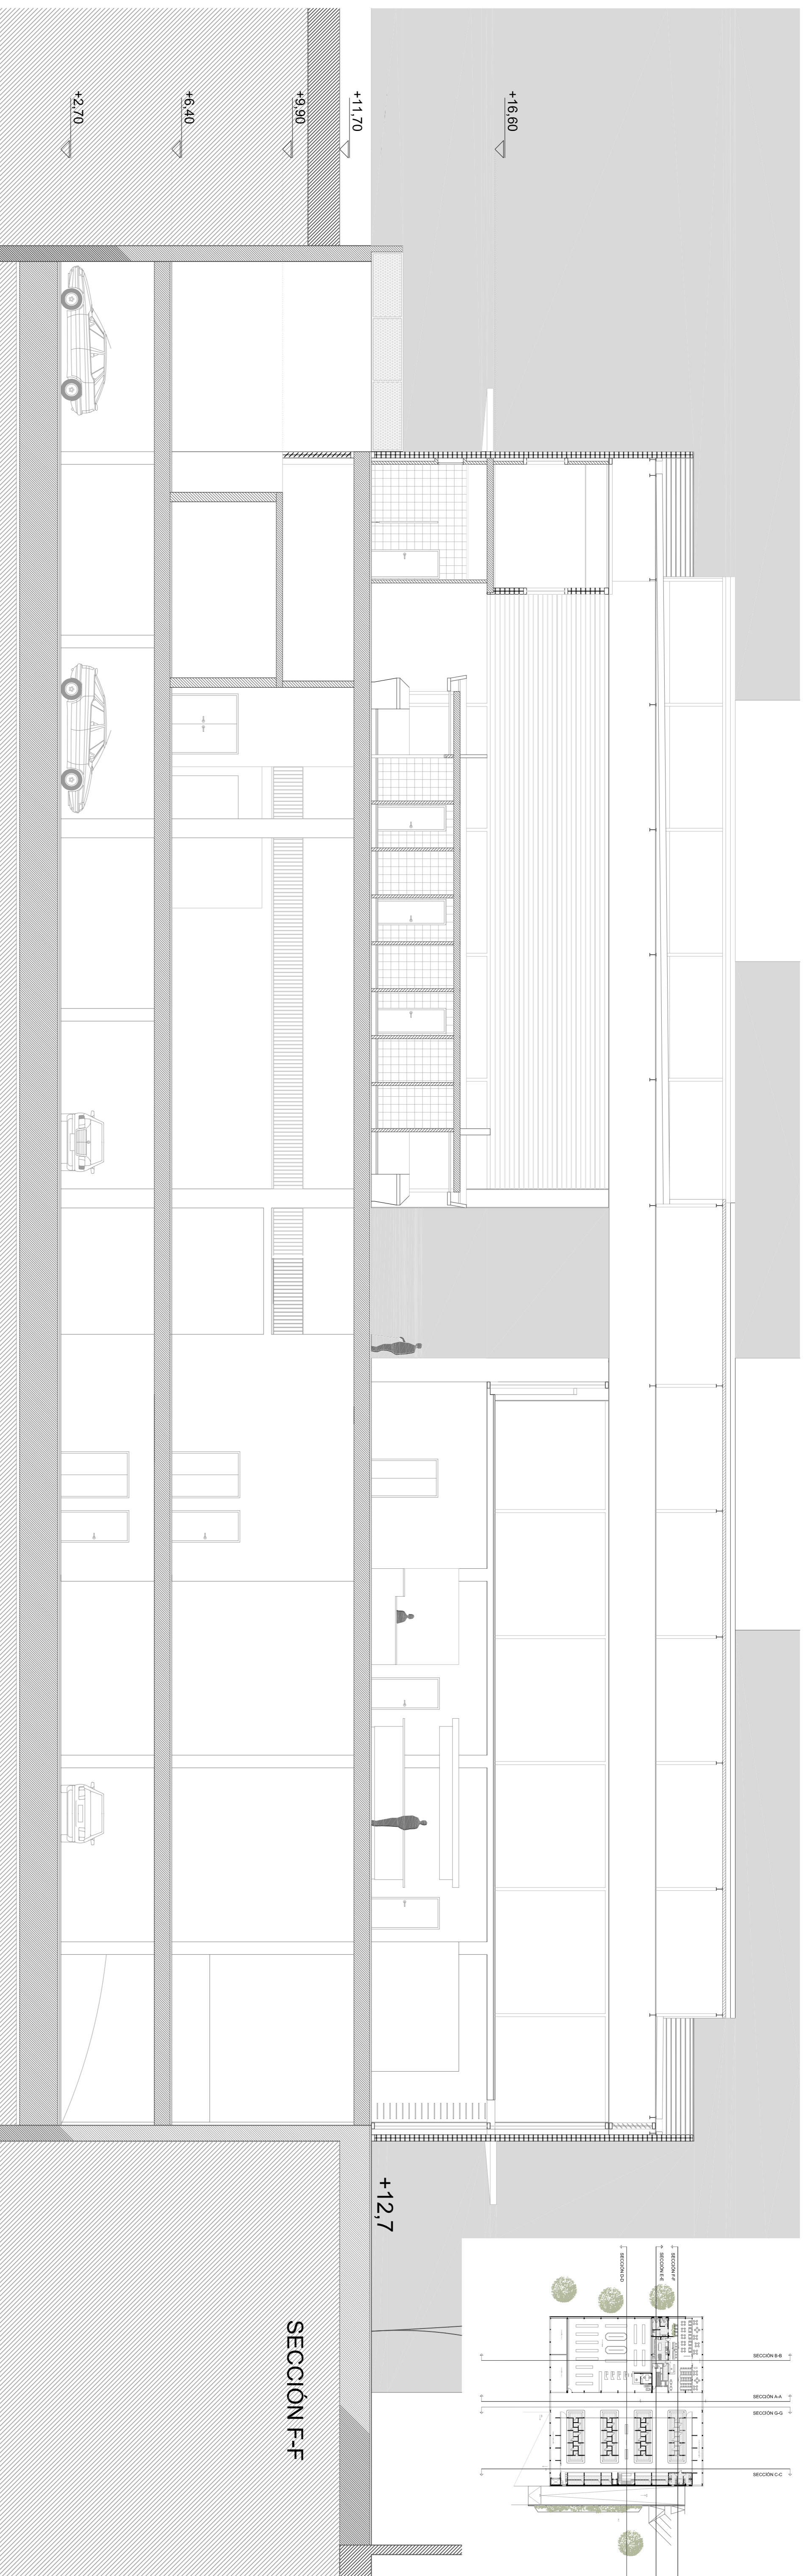 +16,60
+11,70
+9,90
+6,40
+2,70
+12,7
SECCIÓN F-F
SECCIÓN F-F
SECCIÓN E-E
SECCIÓN D-D
SECCIÓN B-B
SECCIÓN A-A
SECCIÓN G-G
SECCIÓN C-C